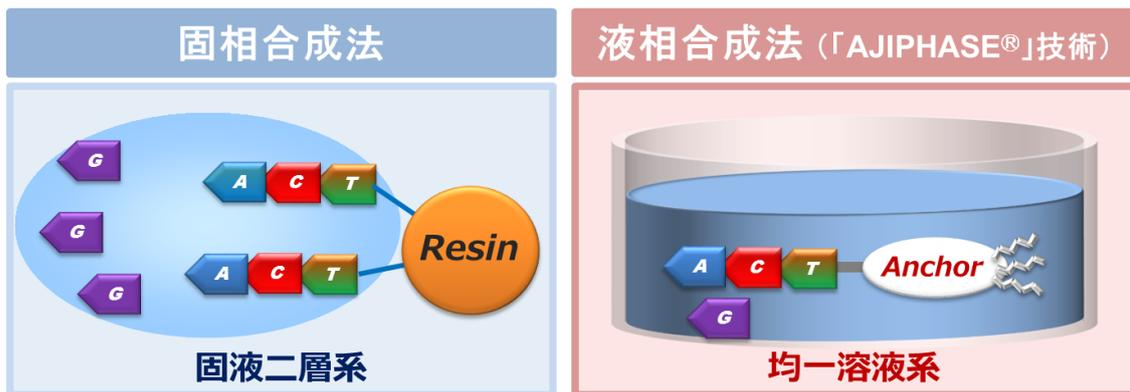 固相合成法
液相合成法（「AJIPHASE®」技術）
G
A C T
G
A C T
G
Resin
固液二層系
A C T
Anchor
G
均一溶液系